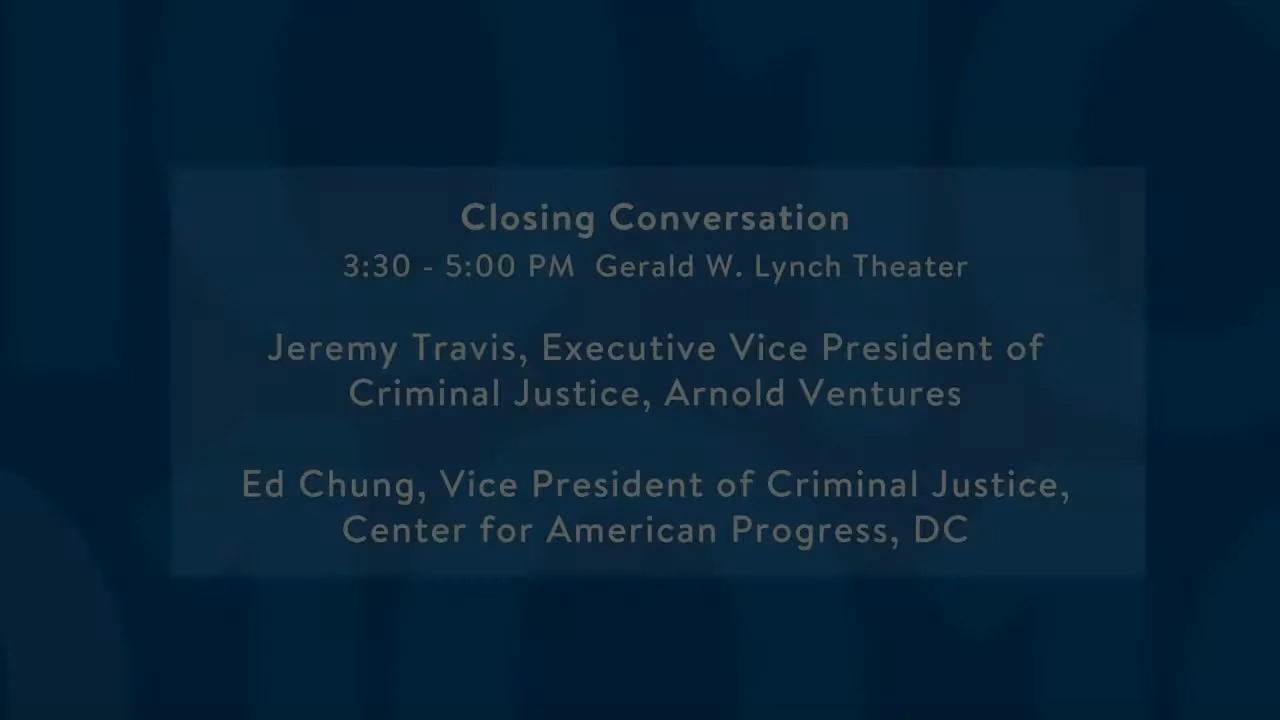 Closing Conversation
3:30 - 5:00 PM Gerald W. Lynch Theater
Jeremy Travis, Executive Vice President of
Criminal Justice, Arnold Ventures
Ed Chung, Vice President of Criminal Justice,
Center for American Progress, DC